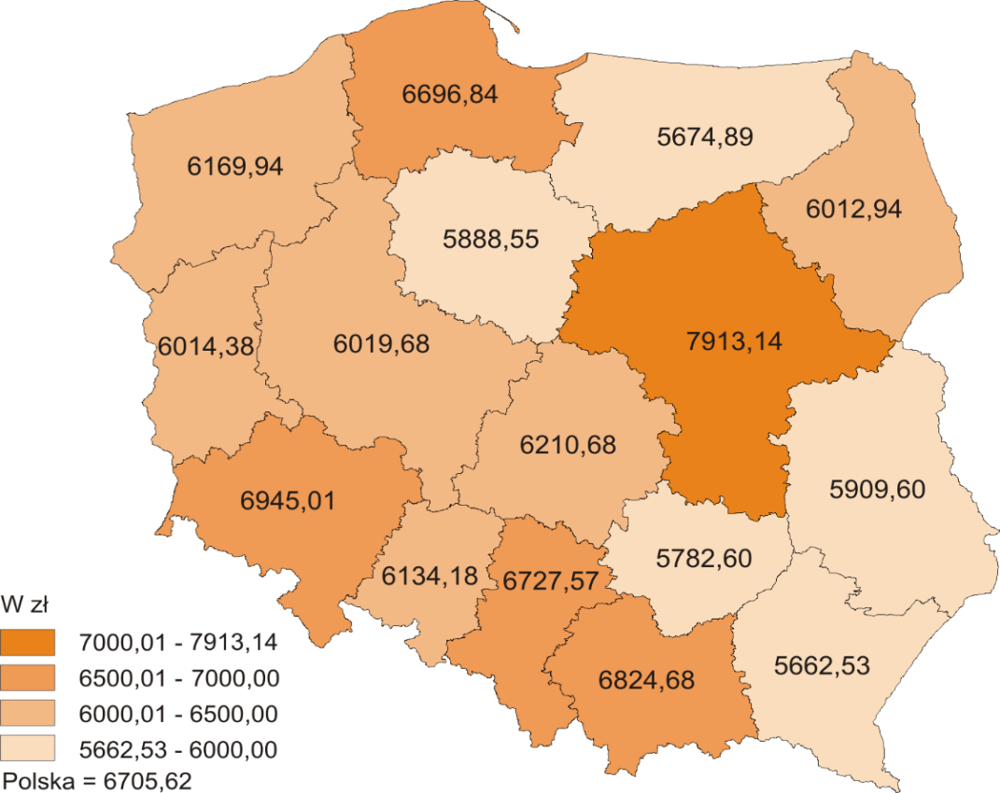 6696,84
5674,89
6169,94
6012,94
5888,55
7913,14
6014,38
6019,68
6210,68
5909,60
6945,01
5782,60
6134,18
6727,57
5662,53
6824,68
W zł
7000,01 - 7913,14
6500,01 - 7000,00
6000,01 - 6500,00
5662,53 - 6000,00
Polska = 6705,62